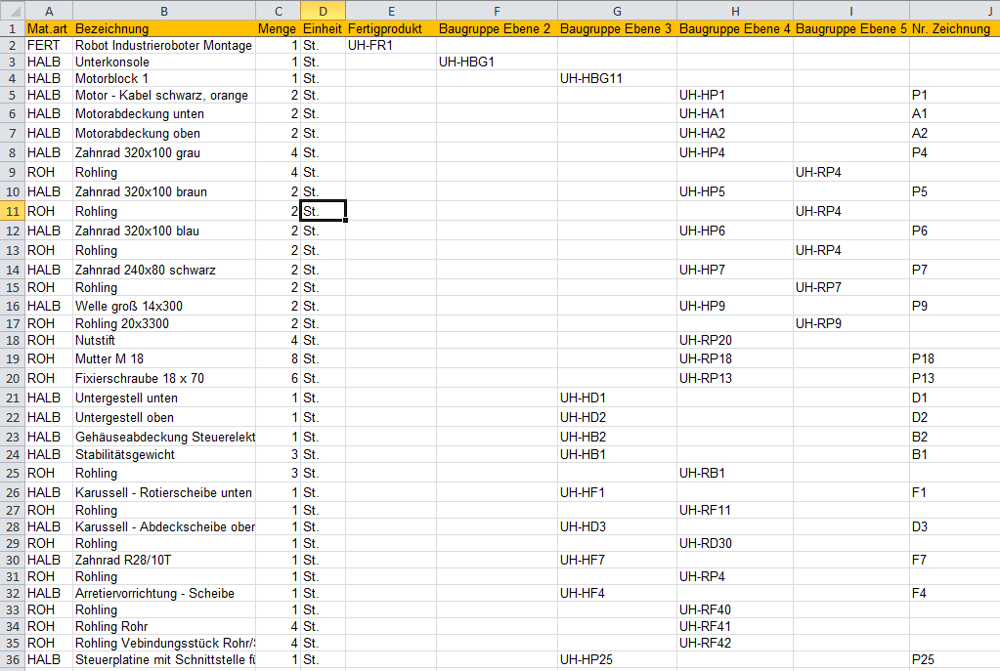 A B C D E F G H I J
1 Mat.art Bezeichnung Menge Einheit Fertigprodukt Baugruppe Ebene 2 Baugruppe Ebene 3 Baugruppe Ebene 4 Baugruppe Ebene 5 Nr. Zeichnung
2 FERT Robot Industrieroboter Montage 1 St. UH-FR1
3 HALB Unterkonsole 1 St. UH-HBG1
4 HALB Motorblock 1 1 St. UH-HBG11
5 HALB Motor - Kabel schwarz, orange 2 St. UH-HP1 P1
6 HALB Motorabdeckung unten 2 St. UH-HA1 A1
7 HALB Motorabdeckung oben 2 St. UH-HA2 A2
8 HALB Zahnrad 320x100 grau 4 St. UH-HP4 P4
9 ROH Rohling 4 St. UH-RP4
10 HALB Zahnrad 320x100 braun 2 St. UH-HP5 P5
11 ROH Rohling 2 St. UH-RP4
12 HALB Zahnrad 320x100 blau 2 St. UH-HP6 P6
13 ROH Rohling 2 St. UH-RP4
14 HALB Zahnrad 240x80 schwarz 2 St. UH-HP7 P7
15 ROH Rohling 2 St. UH-RP7
16 HALB Welle groß 14x300 2 St. UH-HP9 P9
17 ROH Rohling 20x3300 2 St. UH-RP9
18 ROH Nutstift 4 St. UH-RP20
19 ROH Mutter M 18 8 St. UH-RP18 P18
20 ROH Fixierschraube 18 x 70 6 St. UH-RP13 P13
21 HALB Untergestell unten 1 St. UH-HD1 D1
22 HALB Untergestell oben 1 St. UH-HD2 D2
23 HALB Gehäuseabdeckung Steuerelekt 1 St. UH-HB2 B2
24 HALB Stabilitätsgewicht 3 St. UH-HB1 B1
25 ROH Rohling 3 St. UH-RB1
26 HALB Karussell - Rotierscheibe unten 1 St. UH-HF1 F1
27 ROH Rohling 1 St. UH-RF11
28 HALB Karussell - Abdeckscheibe ober 1 St. UH-HD3 D3
29 ROH Rohling 1 St. UH-RD30
30 HALB Zahnrad R28/10T 1 St. UH-HF7 F7
31 ROH Rohling 1 St. UH-RP4
32 HALB Arretiervorrichtung - Scheibe 1 St. UH-HF4 F4
33 ROH Rohling 1 St. UH-RF40
34 ROH Rohling Rohr 4 St. UH-RF41
35 ROH Rohling Vebindungsstück Rohr/ 4 St. UH-RF42
36 HALB Steuerplatine mit Schnittstelle fü 1 St. UH-HP25 P25